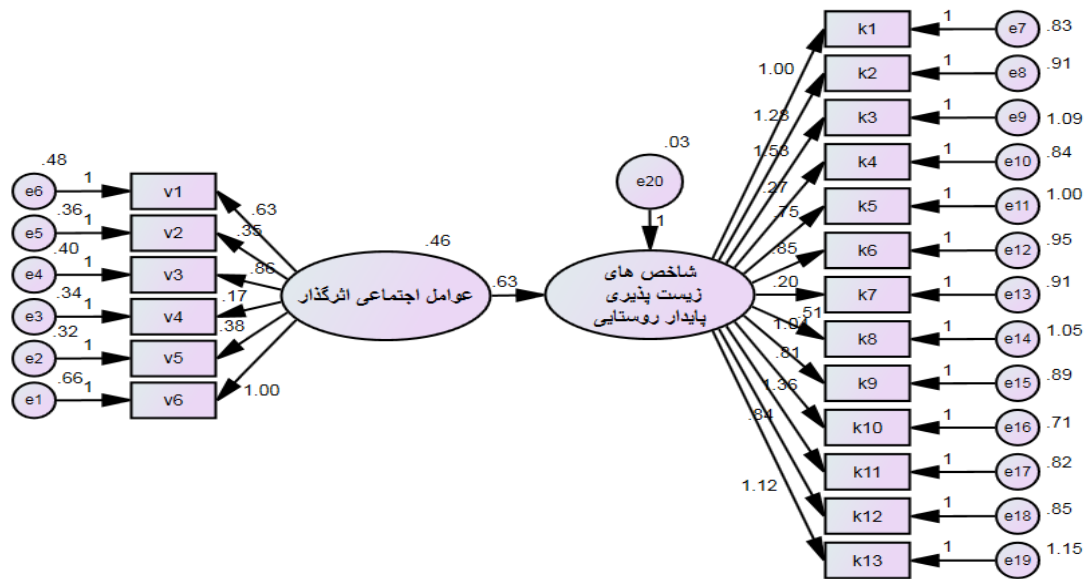 .48
e6
1
v1
.63
.36
e5
1
v2
.35
.40
e4
1
v3
.86
.34
e3
1
v4
.17
.32
e2
1
v5
.38
.66
e1
1
v6
1.00
.46
عوامل اجتماعی اثرگذار
.63
.03
e20
1
شاخص های
زیست پذیری
پایدار روستایی
1.00
k1
1
e7
.83
1.28
k2
1
e8
.91
1.53
k3
1
e9
1.09
.27
k4
1
e10
.84
.75
k5
1
e11
1.00
.85
k6
1
e12
.95
.20
k7
1
e13
.91
.51
k8
1
e14
1.05
1.04
k9
1
e15
.89
.81
k10
1
e16
.71
1.36
k11
1
e17
.82
.84
k12
1
e18
.85
1.12
k13
1
e19
1.15